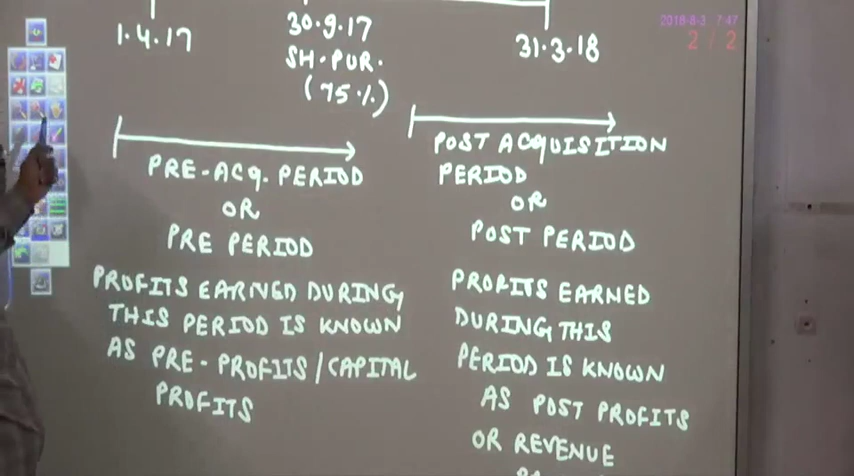 2018-8-3 7:47
2 / 2
1.4.17
30.9.17
SH.PUR.
(75%)
31.3.18
PRE-ACQ. PERIOD
OR
PRE PERIOD
PROFITS EARNED DURING
THIS PERIOD IS KNOWN
AS PRE-PROFITS/CAPITAL
PROFITS
POST ACQUISITION
PERIOD
OR
POST PERIOD
PROFITS EARNED
DURING THIS
PERIOD IS KNOWN
AS POST PROFITS
OR REVENUE